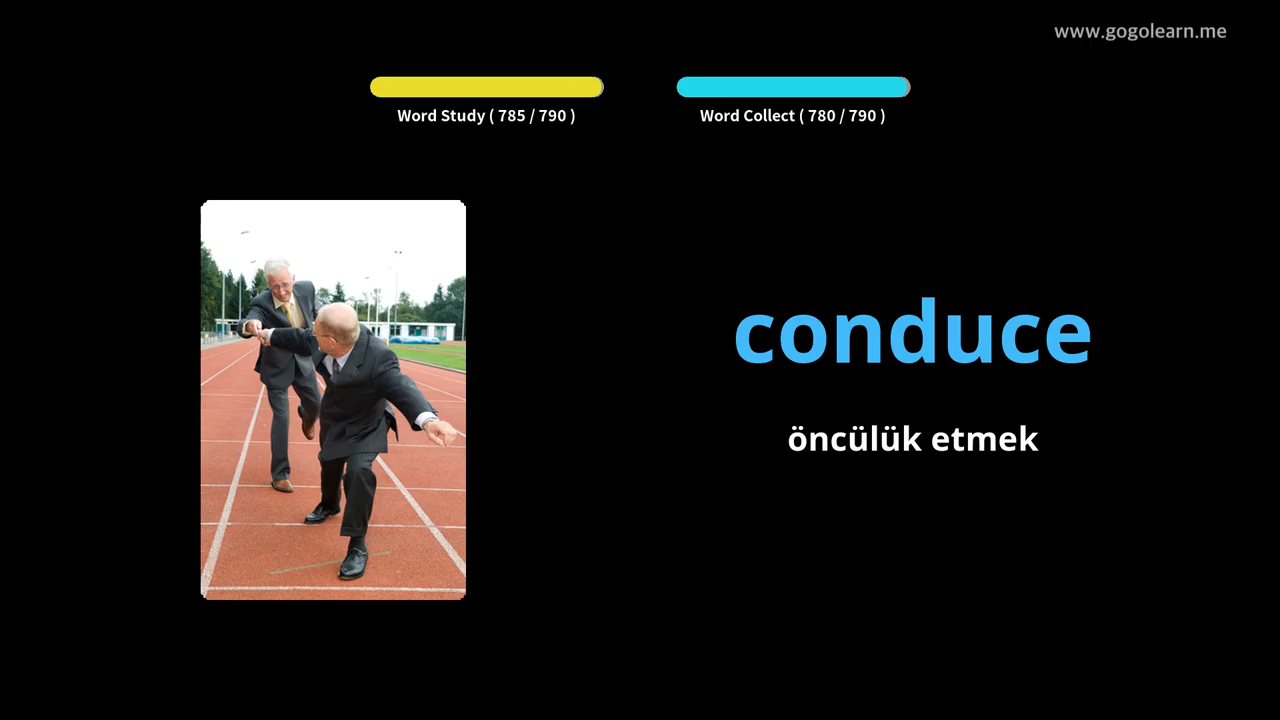 www.gogolearn.me
Word Study ( 785 / 790 )
Word Collect ( 780 / 790 )
conduce
öncülük etmek